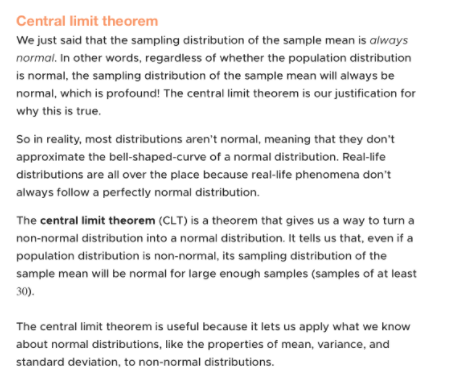 Central limit theorem
We just said that the sampling distribution of the sample mean is always
normal. In other words, regardless of whether the population distribution
is normal, the sampling distribution of the sample mean will always be
normal, which is profound! The central limit theorem is our justification for
why this is true.
So in reality, most distributions aren't normal, meaning that they don't
approximate the bell-shaped-curve of a normal distribution. Real-life
distributions are all over the place because real-life phenomena don't
always follow a perfectly normal distribution.
The central limit theorem (CLT) is a theorem that gives us a way to turn a
non-normal distribution into a normal distribution. It tells us that, even if a
population distribution is non-normal, its sampling distribution of the
sample mean will be normal for large enough samples (samples of at least
30).
The central limit theorem is useful because it lets us apply what we know
about normal distributions, like the properties of mean, variance, and
standard deviation, to non-normal distributions.